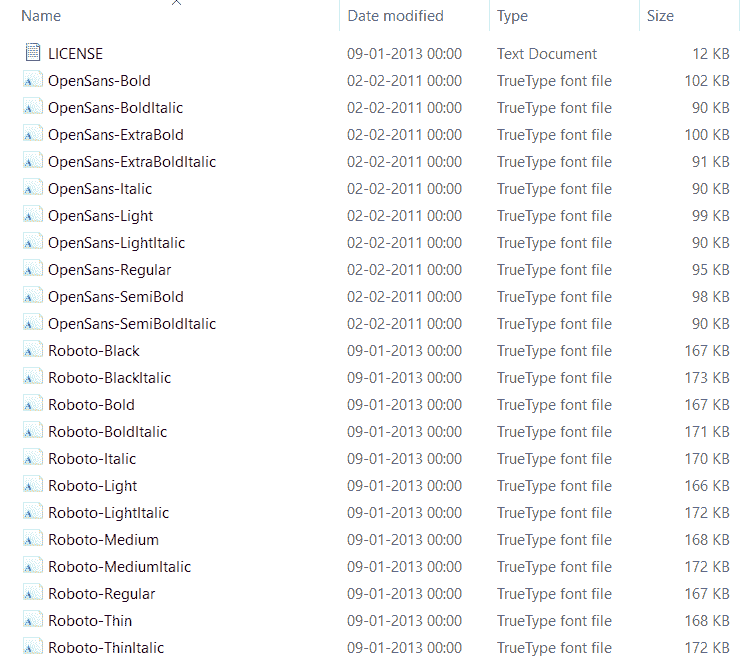 Name Date modified Type Size
LICENSE 09-01-2013 00:00 Text Document 12 KB
OpenSans-Bold 02-02-2011 00:00 TrueType font file 102 KB
OpenSans-BoldItalic 02-02-2011 00:00 TrueType font file 90 KB
OpenSans-ExtraBold 02-02-2011 00:00 TrueType font file 100 KB
OpenSans-ExtraBoldItalic 02-02-2011 00:00 TrueType font file 91 KB
OpenSans-Italic 02-02-2011 00:00 TrueType font file 90 KB
OpenSans-Light 02-02-2011 00:00 TrueType font file 99 KB
OpenSans-LightItalic 02-02-2011 00:00 TrueType font file 90 KB
OpenSans-Regular 02-02-2011 00:00 TrueType font file 95 KB
OpenSans-SemiBold 02-02-2011 00:00 TrueType font file 98 KB
OpenSans-SemiBoldItalic 02-02-2011 00:00 TrueType font file 90 KB
Roboto-Black 09-01-2013 00:00 TrueType font file 167 KB
Roboto-BlackItalic 09-01-2013 00:00 TrueType font file 173 KB
Roboto-Bold 09-01-2013 00:00 TrueType font file 167 KB
Roboto-BoldItalic 09-01-2013 00:00 TrueType font file 171 KB
Roboto-Italic 09-01-2013 00:00 TrueType font file 170 KB
Roboto-Light 09-01-2013 00:00 TrueType font file 166 KB
Roboto-LightItalic 09-01-2013 00:00 TrueType font file 172 KB
Roboto-Medium 09-01-2013 00:00 TrueType font file 168 KB
Roboto-MediumItalic 09-01-2013 00:00 TrueType font file 172 KB
Roboto-Regular 09-01-2013 00:00 TrueType font file 167 KB
Roboto-Thin 09-01-2013 00:00 TrueType font file 168 KB
Roboto-ThinItalic 09-01-2013 00:00 TrueType font file 172 KB